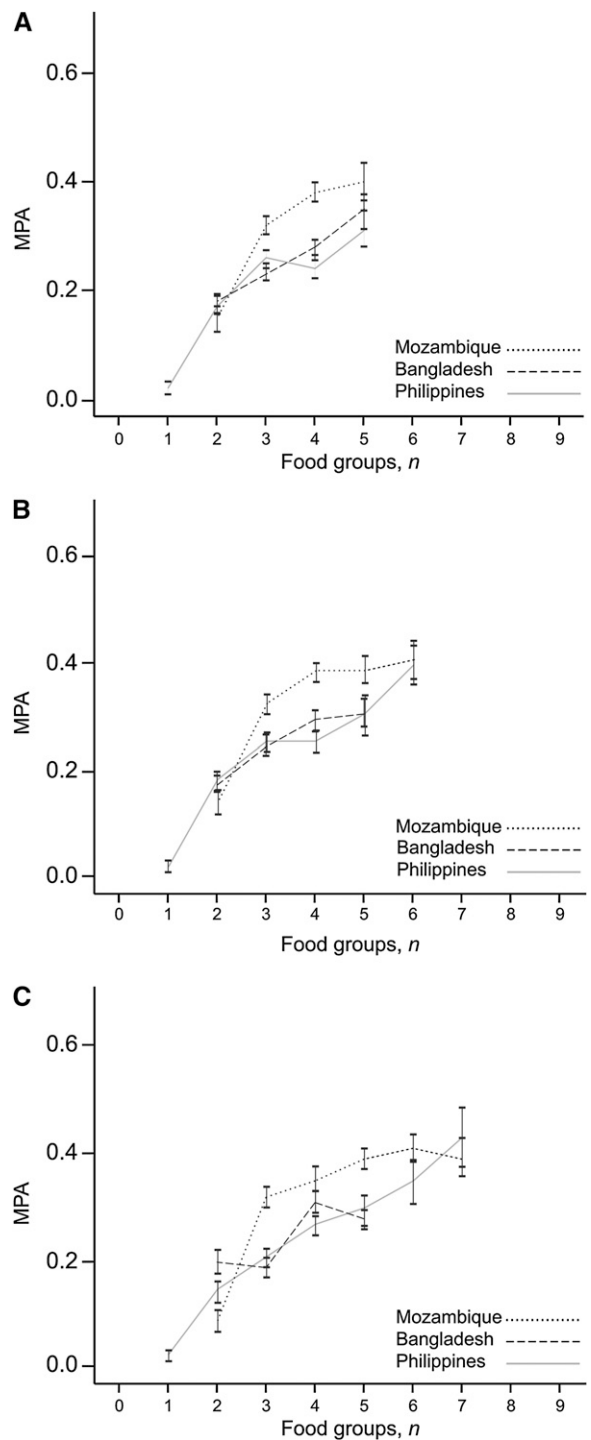 A
0.6
0.4
MPA
0.2
Mozambique
Bangladesh
Philippines
0.0
0 1 2 3 4 5 6 7 8 9
Food groups, n
B
0.6
0.4
MPA
0.2
Mozambique
Bangladesh
Philippines
0.0
0 1 2 3 4 5 6 7 8 9
Food groups, n
C
0.6
0.4
MPA
0.2
Mozambique
Bangladesh
Philippines
0.0
0 1 2 3 4 5 6 7 8 9
Food groups, n